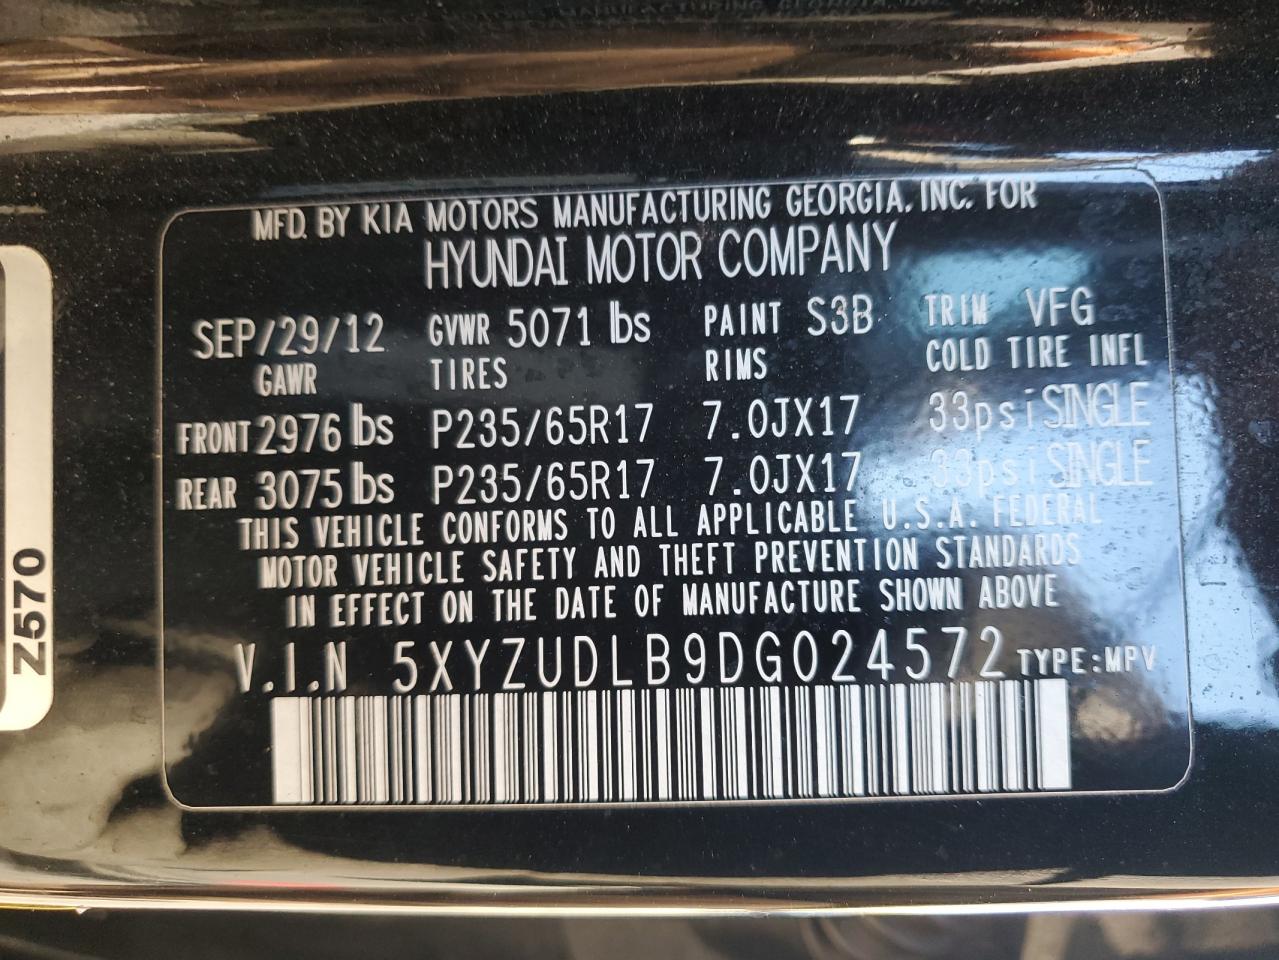 MFD. BY KIA MOTORS MANUFACTURING GEORGIA, INC. FOR
HYUNDAI MOTOR COMPANY
SEP/29/12 GVWR 5071 lbs PAINT S3B TRIM VFG
GAWR TIRES RIMS COLD TIRE INFL
FRONT 2976 lbs P235/65R17 7.0JX17 33psi SINGLE
REAR 3075 lbs P235/65R17 7.0JX17 33psi SINGLE
THIS VEHICLE CONFORMS TO ALL APPLICABLE U.S.A. FEDERAL
MOTOR VEHICLE SAFETY AND THEFT PREVENTION STANDARDS
IN EFFECT ON THE DATE OF MANUFACTURE SHOWN ABOVE
V.I.N 5XYZUDLB9DG024572 TYPE:MPV
Z570